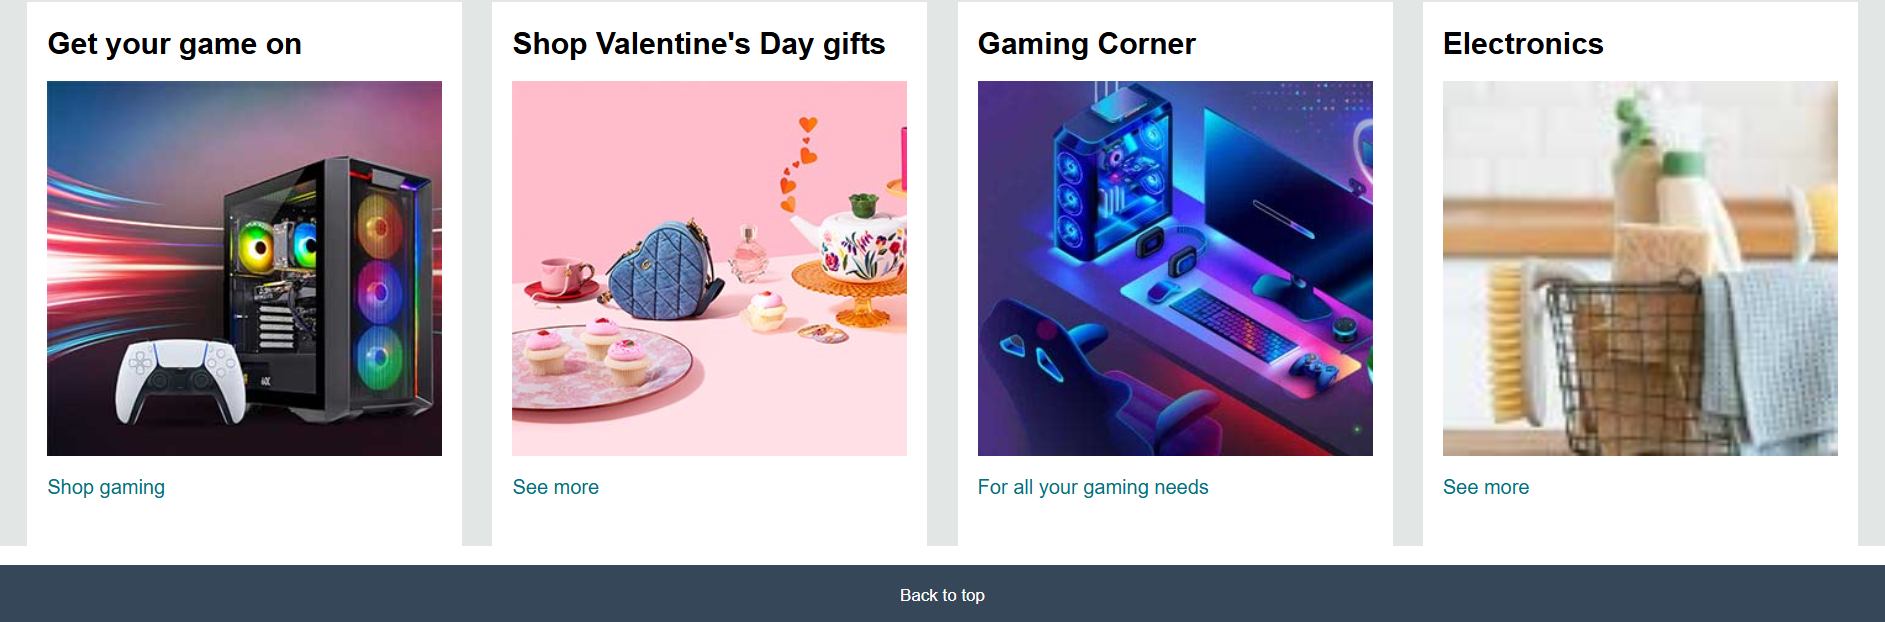 Get your game on
Shop gaming
Shop Valentine's Day gifts
See more
Gaming Corner
For all your gaming needs
Electronics
See more
Back to top